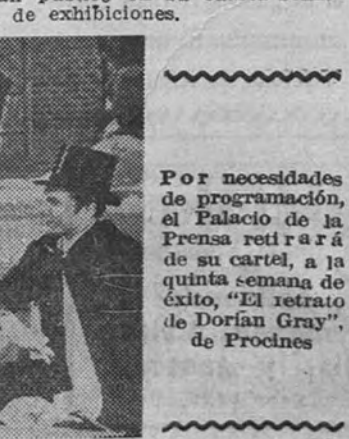 de exhibiciones.
Por necesidades
de programación,
el Palacio de la
Prensa retirará
de su cartel, a la
quinta semana de
éxito, "El retrato
de Dorían Gray",
de Procines